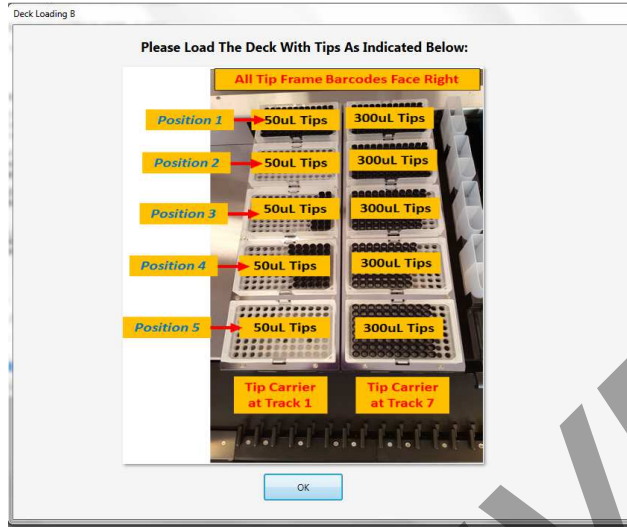 Deck Loading B
Please Load The Deck With Tips As Indicated Below:
All Tip Frame Barcodes Face Right
Position 1
50uL Tips
300uL Tips
Position 2
50uL Tips
300uL Tips
Position 3
50uL Tips
300uL Tips
Position 4
50uL Tips
300uL Tips
Position 5
50uL Tips
300uL Tips
Tip Carrier
at Track 1
Tip Carrier
at Track 7
OK